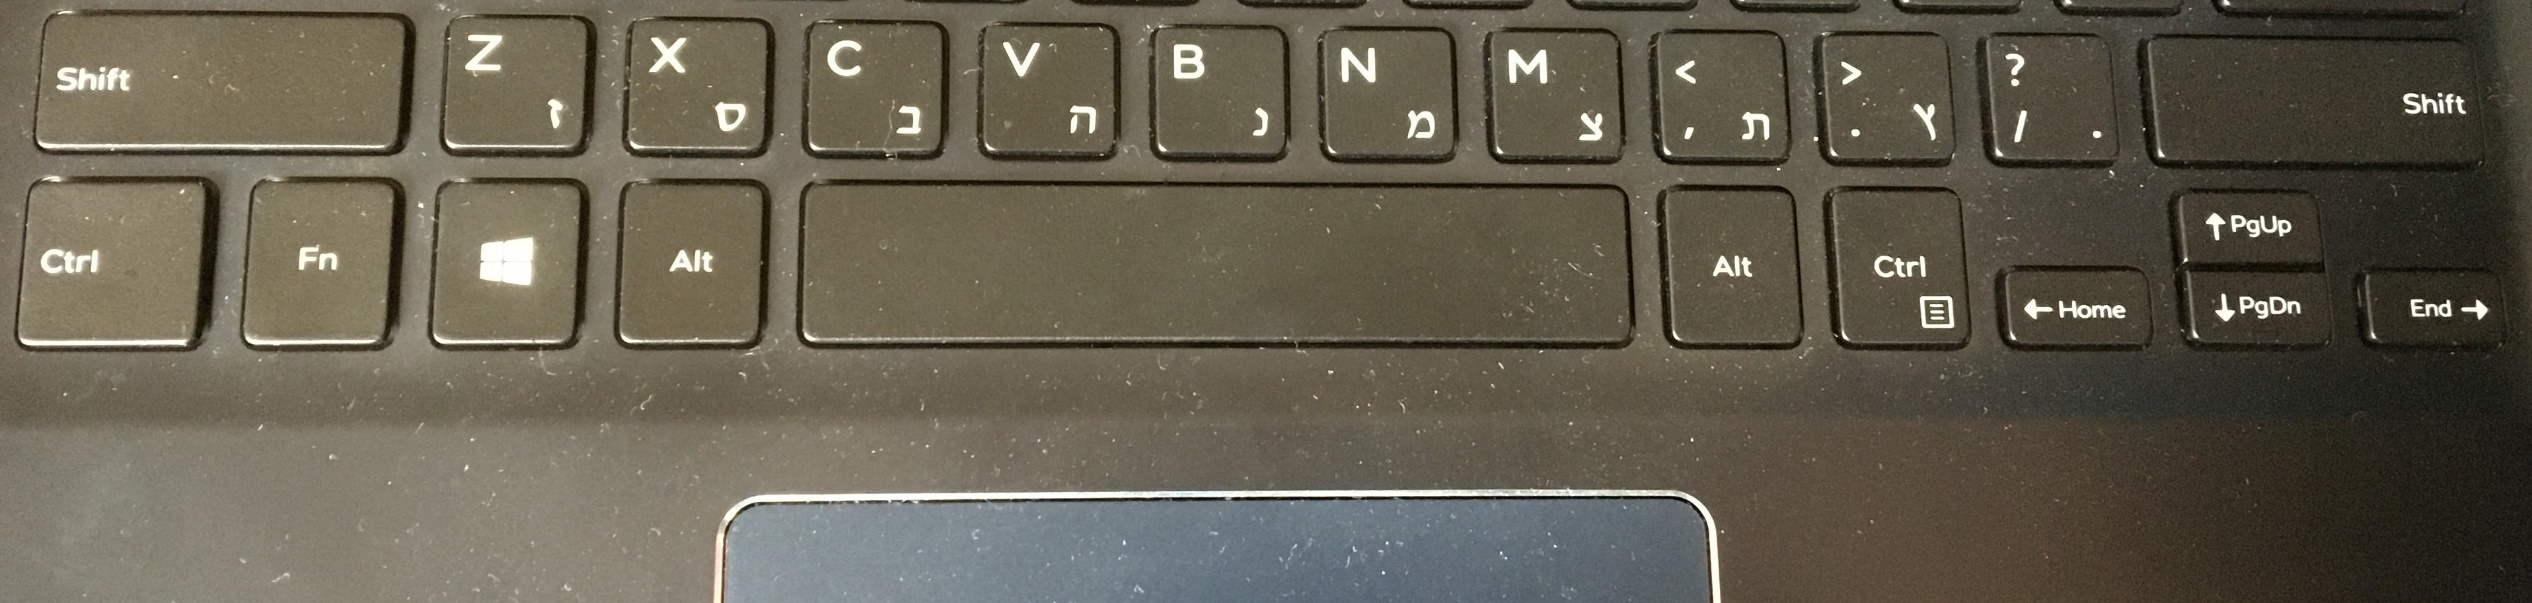 Shift Z ז X ס C ב V ה B נ N מ M צ < , ת > . ץ ? / . Shift
Ctrl Fn Alt Alt Ctrl ← Home ↑ PgUp ↓ PgDn End →